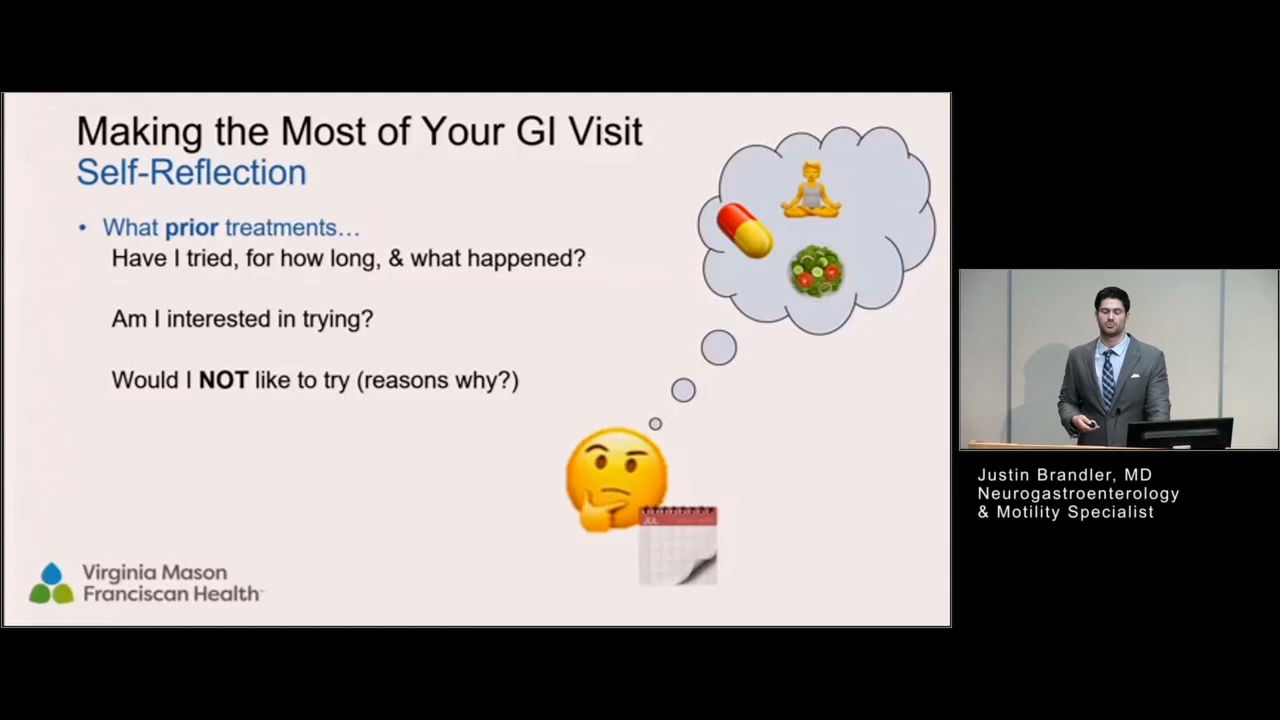 Making the Most of Your GI Visit
Self-Reflection
• What prior treatments…
Have I tried, for how long, & what happened?
Am I interested in trying?
Would I NOT like to try (reasons why?)
JUL
Virginia Mason
Franciscan Health
Justin Brandler, MD
Neurogastroenterology
& Motility Specialist